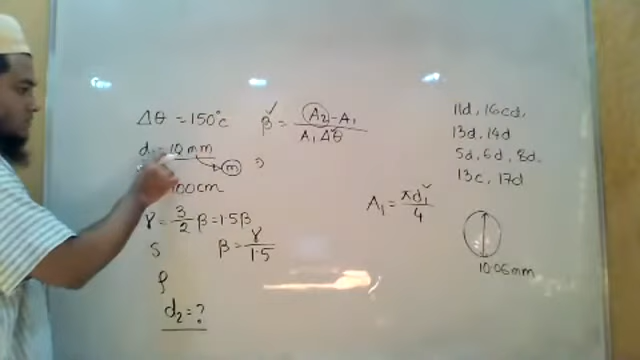 Δθ = 150°c
d₁ = 10 mm
m
100cm
γ = 3/2 β = 1.5β
S
ρ
d₂ = ?
β = (A₂ - A₁)/(A₁ Δθ)
β = γ/1.5
A₁ = πd₁²/4
11d, 16cd,
13d, 14d
5d, 6d, 8d.
13c, 17d
10.06mm